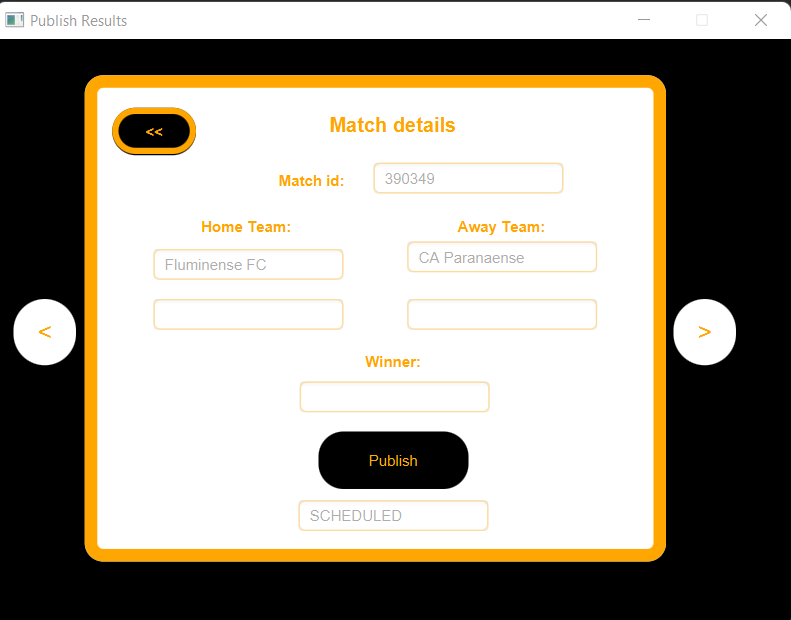 Publish Results
<<
Match details
Match id: 390349
Home Team: Away Team:
Fluminense FC CA Paranaense
< >
Winner:
Publish
SCHEDULED